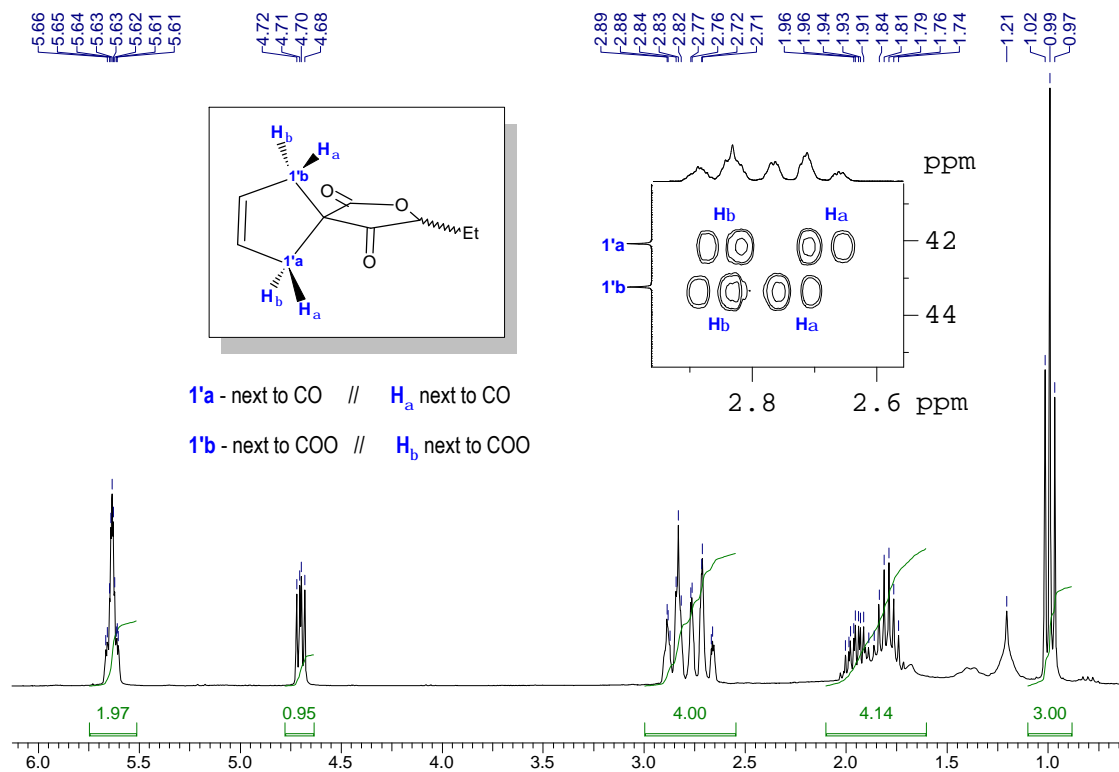 5.66 5.65 5.64 5.63 5.63 5.62 5.61 5.61 4.72 4.71 4.70 4.68 2.89 2.88 2.84 2.83 2.82 2.77 2.76 2.72 2.71 1.96 1.96 1.94 1.93 1.91 1.84 1.81 1.79 1.76 1.74 1.21 1.02 0.99 0.97
Hb
Ha
1'b
O
O
Et
O
1'a
Hb
Ha
ppm
Hb Ha
1'a
42
1'b
44
Hb Ha
2.8 2.6 ppm
1'a - next to CO // Ha next to CO
1'b - next to COO // Hb next to COO
1.97 0.95 4.00 4.14 3.00
6.0 5.5 5.0 4.5 4.0 3.5 3.0 2.5 2.0 1.5 1.0